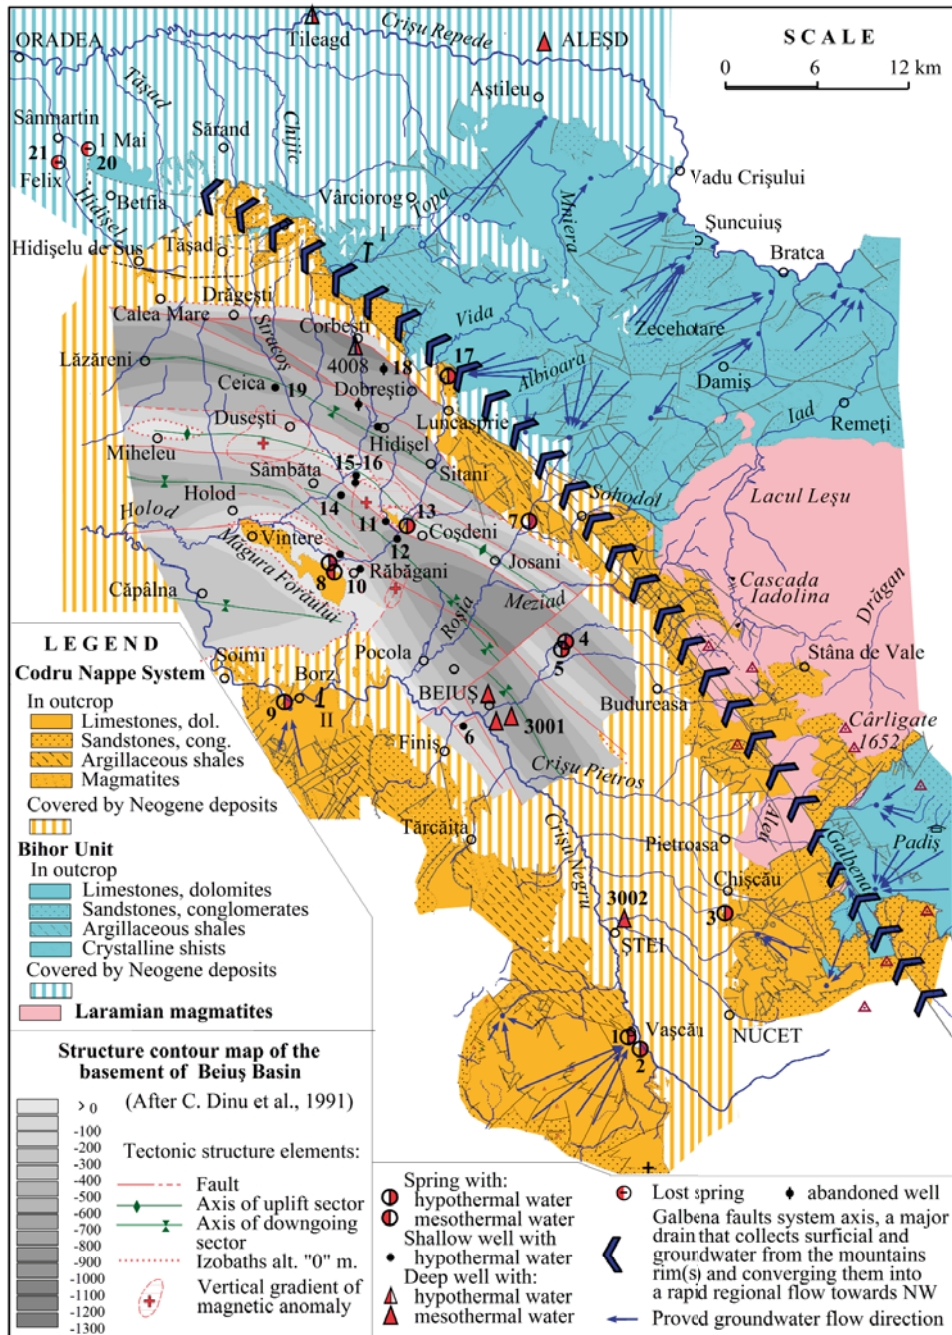 ORADEA
Tileagd
Crişu Repede
ALEŞD
SCALE
0 6 12 km
Tăşad
Chijic
Aştileu
Sânmartin
1 Mai
Sărand
21
20
Felix
Betfia
Hidişel
Vârciorog
Topa
Mniera
Vadu Crişului
Şuncuiuş
Hidişelu de Sus
Tăşad
I
Bratca
Drăgeşti
Calea Mare
Stracoş
Corbeşti
Vida
Zecehotare
Lăzăreni
4008
18
17
Albioara
Damiş
Ceica
19
Dobreşti
Iad
Remeţi
Duseşti
Luncasprie
Miheleu
Hidişel
Sâmbăta
15-16
Sitani
Sohodol
Lacul Leşu
Holod
Holod
14
11
13
7
Vintere
12
Coşdeni
Măgura Forăului
8
10
Răbăgani
Josani
Cascada
Iadolina
Drăgan
Căpâlna
Roşia
Meziad
4
5
LEGEND
Codru Nappe System
In outcrop
Limestones, dol.
Sandstones, cong.
Argillaceous shales
Magmatites
Covered by Neogene deposits
Bihor Unit
In outcrop
Limestones, dolomites
Sandstones, conglomerates
Argillaceous shales
Crystalline shists
Covered by Neogene deposits
Laramian magmatites
Soimi
Borz
Pocola
BEIUŞ
Stâna de Vale
Budureasa
9
II
3001
Finiş
6
Cârligate
1652
Crişu Pietros
Tărcăiţa
Crişu Negru
Pietroasa
Aleu
Galbena
Padiş
Chişcău
3002
3
ŞTEI
1
Vaşcău
2
NUCET
Structure contour map of the
basement of Beiuş Basin
(After C. Dinu et al., 1991)
> 0
-100
-200
-300
-400
-500
-600
-700
-800
-900
-1000
-1100
-1200
-1300
Tectonic structure elements:
Fault
Axis of uplift sector
Axis of downgoing
sector
Izobaths alt. "0" m.
Vertical gradient of
magnetic anomaly
Spring with:
hypothermal water
mesothermal water
Shallow well with
hypothermal water
Deep well with:
hypothermal water
mesothermal water
Lost spring
abandoned well
Galbena faults system axis, a major
drain that collects surficial and
groundwater from the mountains
rim(s) and converging them into
a rapid regional flow towards NW
Proved groundwater flow direction